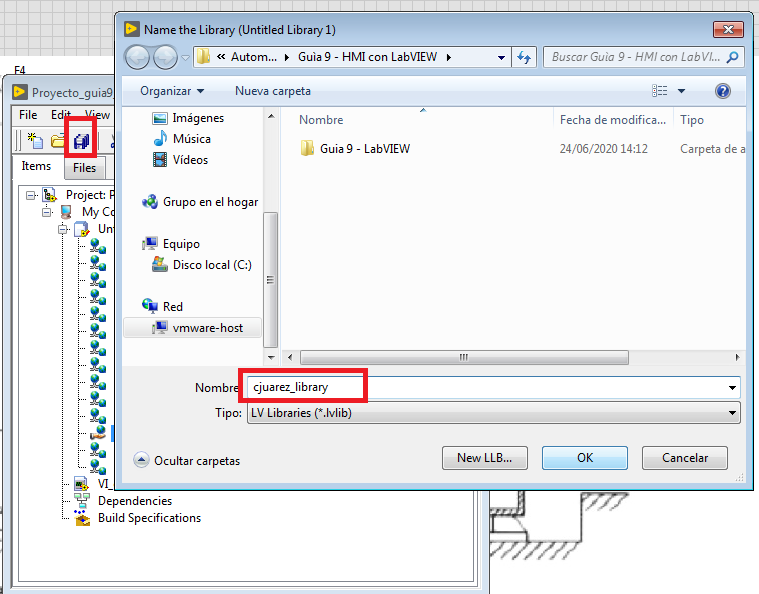 Name the Library (Untitled Library 1)
« Autom... ▸ Guia 9 - HMI con LabVIEW ▸
Buscar Guia 9 - HMI con LabVI...
Organizar
Nueva carpeta
Imágenes
Música
Vídeos
Grupo en el hogar
Equipo
Disco local (C:)
Red
vmware-host
Nombre
Fecha de modifica...
Tipo
Guia 9 - LabVIEW
24/06/2020 14:12
Carpeta de a
Nombre
cjuarez_library
Tipo:
LV Libraries (*.lvlib)
Ocultar carpetas
New LLB...
OK
Cancelar
F4
Proyecto_guia9
File Edit View
Items
Files
Project: P
My Co
Un
VI_
Dependencies
Build Specifications